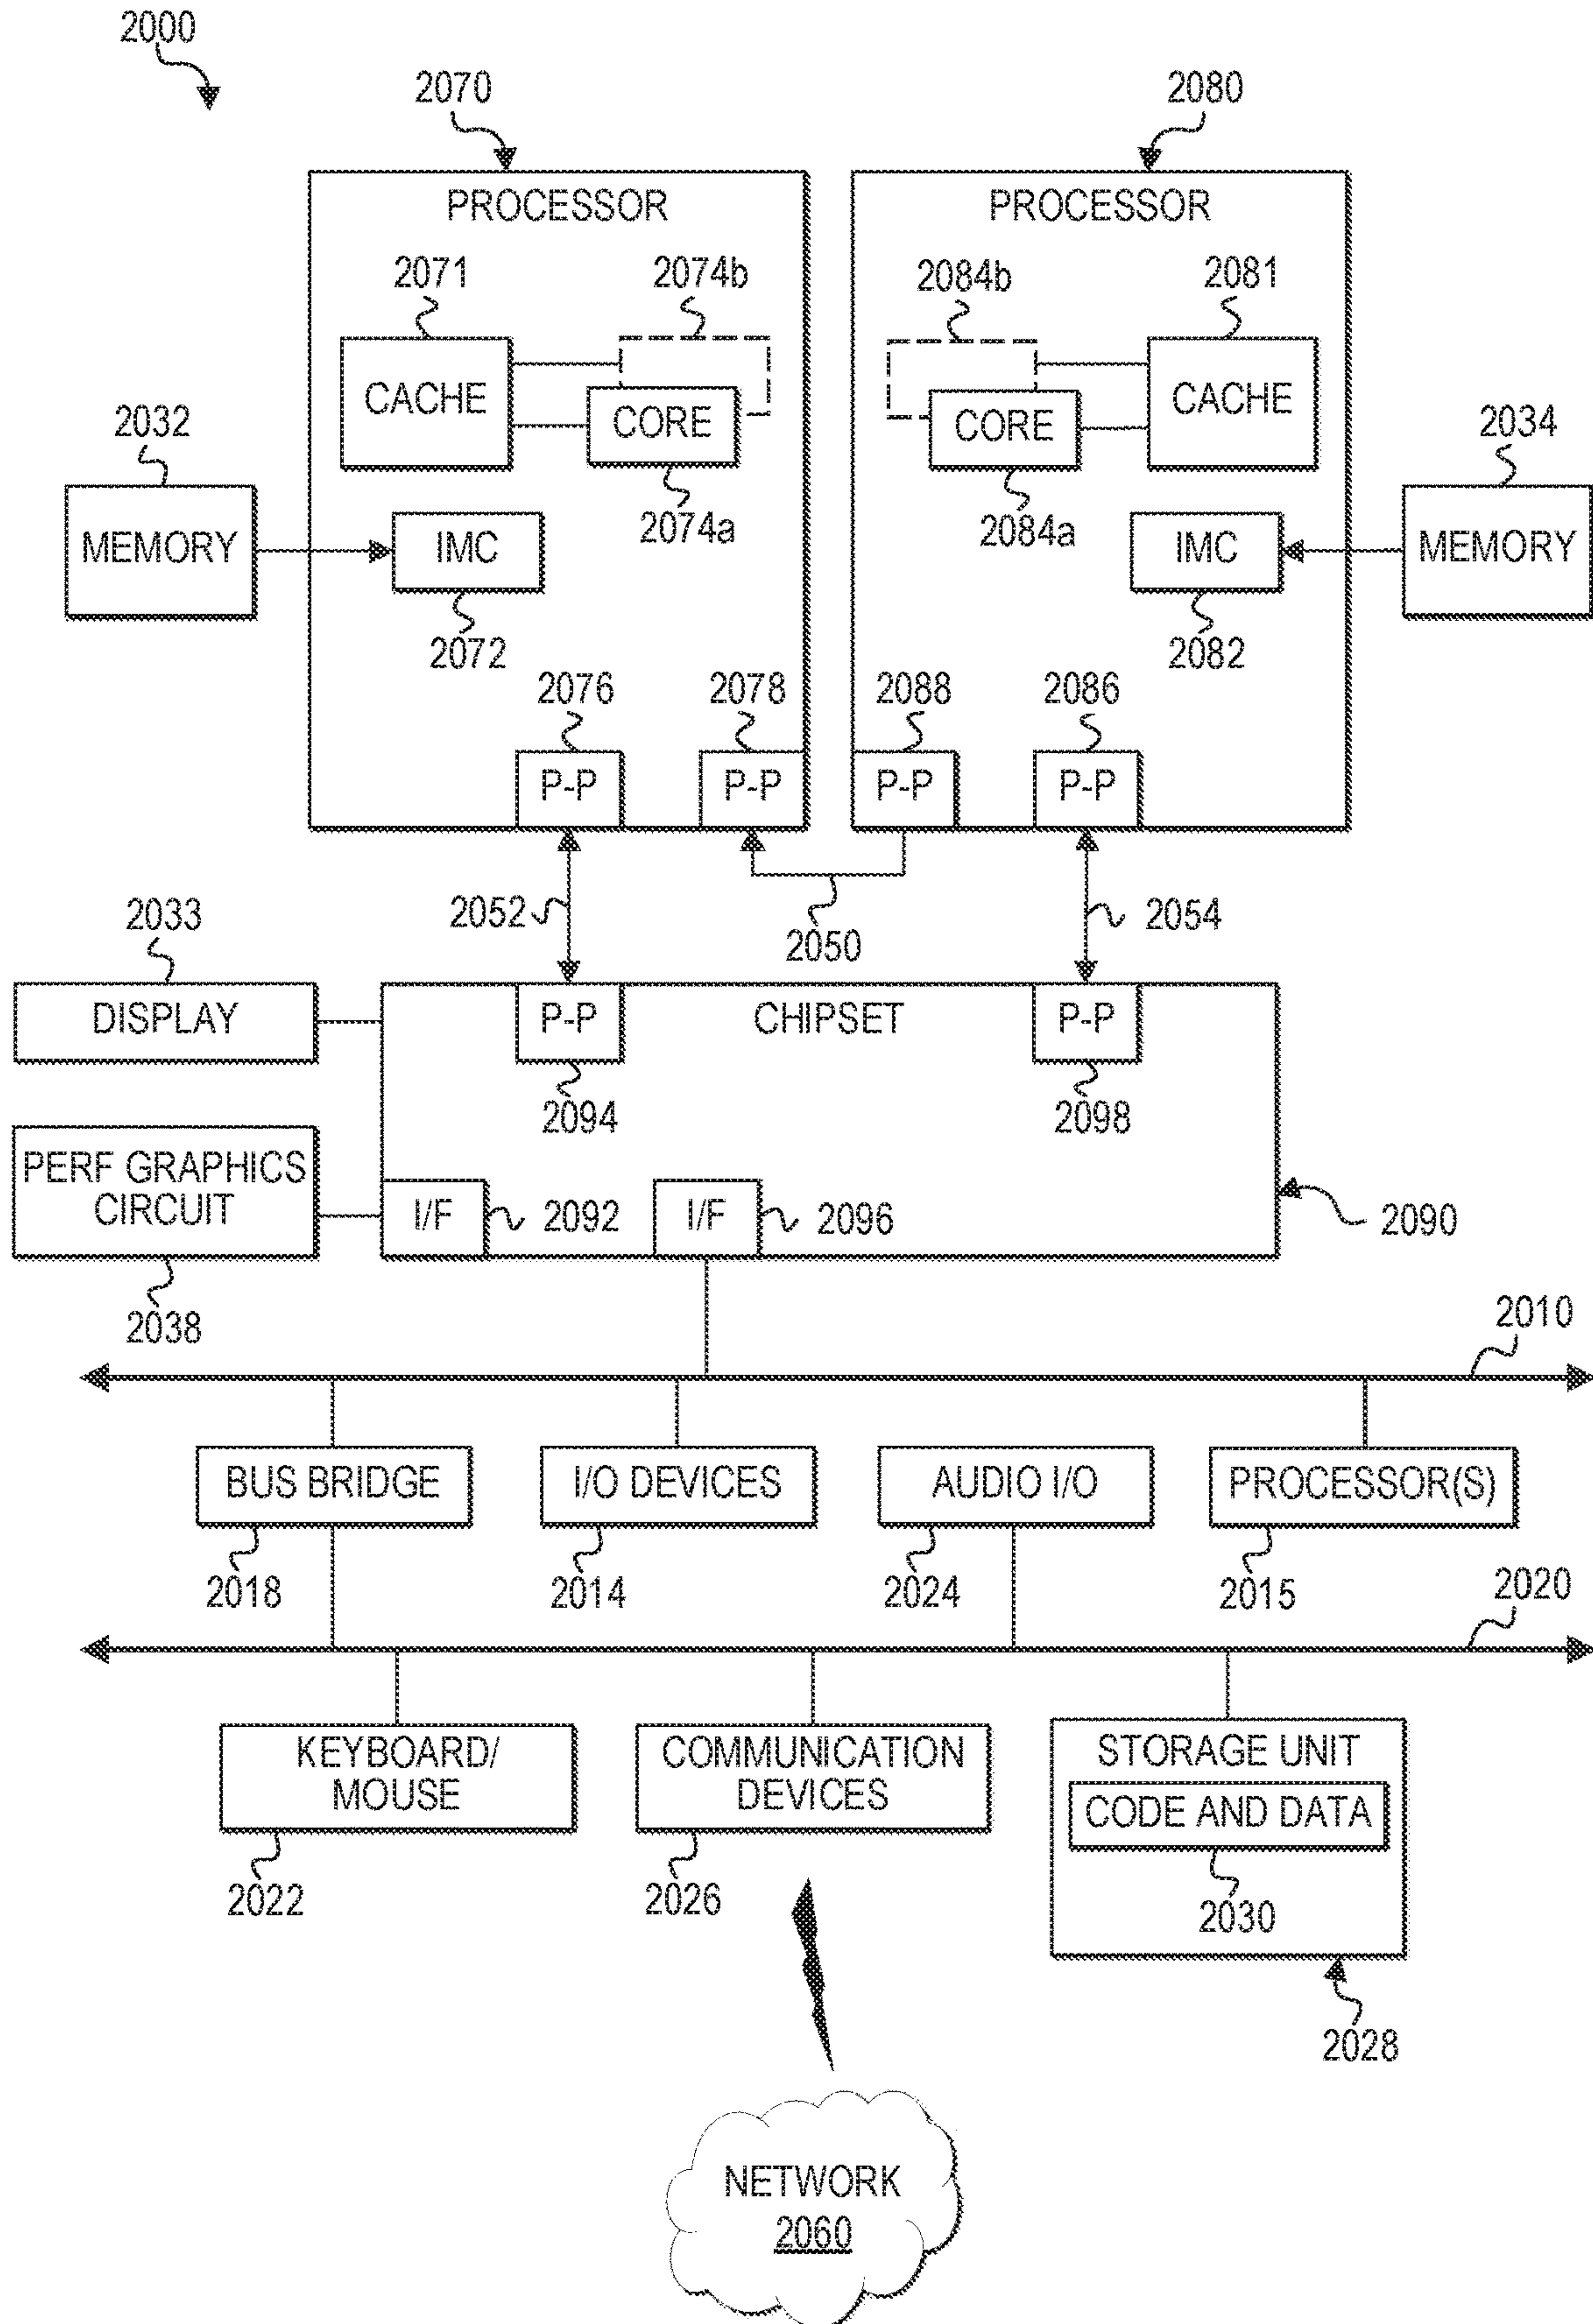 2000
2070
2080
PROCESSOR
PROCESSOR
2071
2074b
2084b
2081
CACHE
CORE
CORE
CACHE
2032
2034
2074a
2084a
MEMORY
IMC
IMC
MEMORY
2072
2082
2076
2078
2088
2086
P-P
P-P
P-P
P-P
2052
2050
2054
2033
DISPLAY
P-P
CHIPSET
P-P
2094
2098
PERF GRAPHICS
CIRCUIT
I/F
2092
I/F
2096
2090
2038
2010
BUS BRIDGE
I/O DEVICES
AUDIO I/O
PROCESSOR(S)
2018
2014
2024
2015
2020
KEYBOARD/
MOUSE
COMMUNICATION
DEVICES
STORAGE UNIT
CODE AND DATA
2022
2026
2030
2028
NETWORK
2060